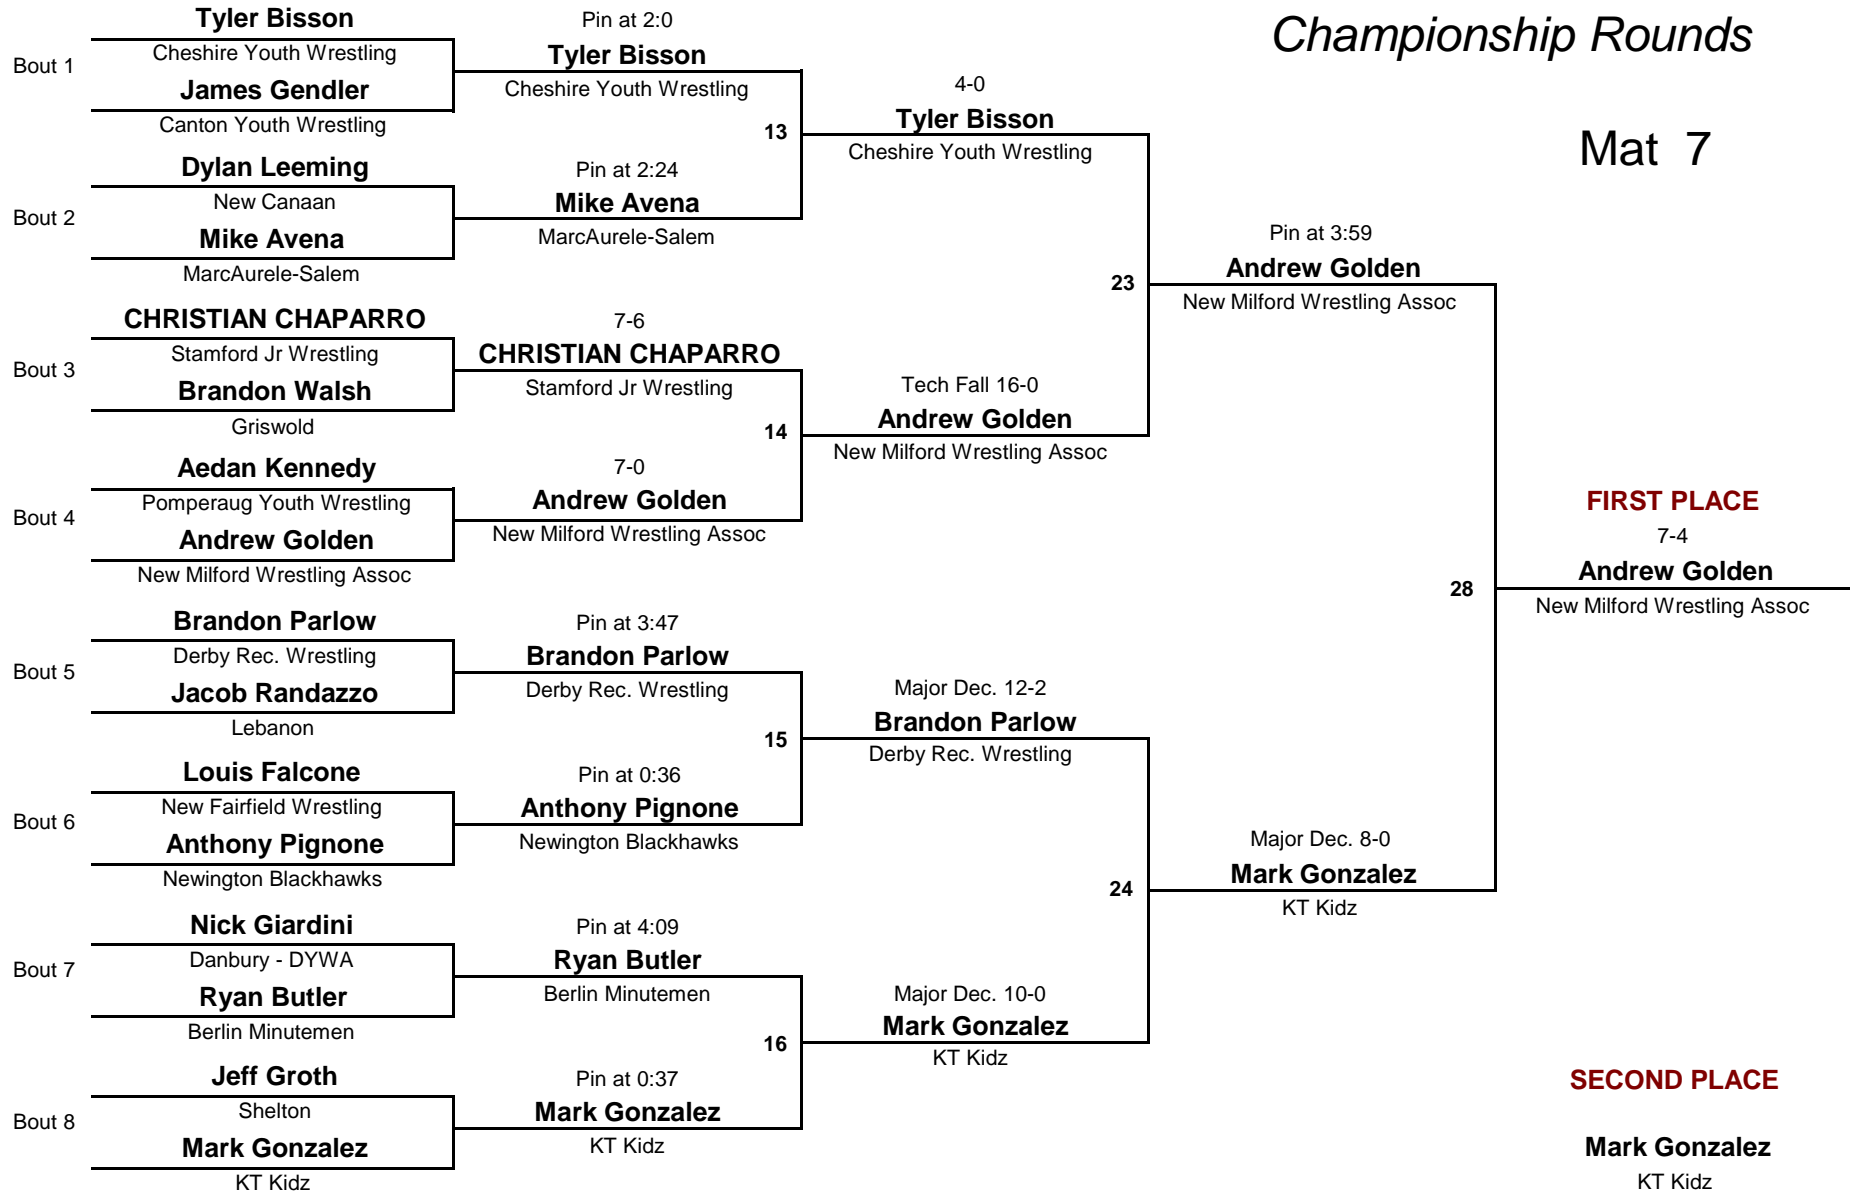 Championship Rounds
Mat 7
Bout 1
Tyler Bisson
Cheshire Youth Wrestling
James Gendler
Canton Youth Wrestling
Bout 2
Dylan Leeming
New Canaan
Mike Avena
MarcAurele-Salem
Bout 3
CHRISTIAN CHAPARRO
Stamford Jr Wrestling
Brandon Walsh
Griswold
Bout 4
Aedan Kennedy
Pomperaug Youth Wrestling
Andrew Golden
New Milford Wrestling Assoc
Bout 5
Brandon Parlow
Derby Rec. Wrestling
Jacob Randazzo
Lebanon
Bout 6
Louis Falcone
New Fairfield Wrestling
Anthony Pignone
Newington Blackhawks
Bout 7
Nick Giardini
Danbury - DYWA
Ryan Butler
Berlin Minutemen
Bout 8
Jeff Groth
Shelton
Mark Gonzalez
KT Kidz
Pin at 2:0
Tyler Bisson
Cheshire Youth Wrestling
13
Pin at 2:24
Mike Avena
MarcAurele-Salem
7-6
CHRISTIAN CHAPARRO
Stamford Jr Wrestling
14
7-0
Andrew Golden
New Milford Wrestling Assoc
Pin at 3:47
Brandon Parlow
Derby Rec. Wrestling
15
Pin at 0:36
Anthony Pignone
Newington Blackhawks
Pin at 4:09
Ryan Butler
Berlin Minutemen
16
Pin at 0:37
Mark Gonzalez
KT Kidz
4-0
Tyler Bisson
Cheshire Youth Wrestling
23
Tech Fall 16-0
Andrew Golden
New Milford Wrestling Assoc
Major Dec. 12-2
Brandon Parlow
Derby Rec. Wrestling
24
Major Dec. 10-0
Mark Gonzalez
KT Kidz
Pin at 3:59
Andrew Golden
New Milford Wrestling Assoc
28
Major Dec. 8-0
Mark Gonzalez
KT Kidz
FIRST PLACE
7-4
Andrew Golden
New Milford Wrestling Assoc
SECOND PLACE
Mark Gonzalez
KT Kidz